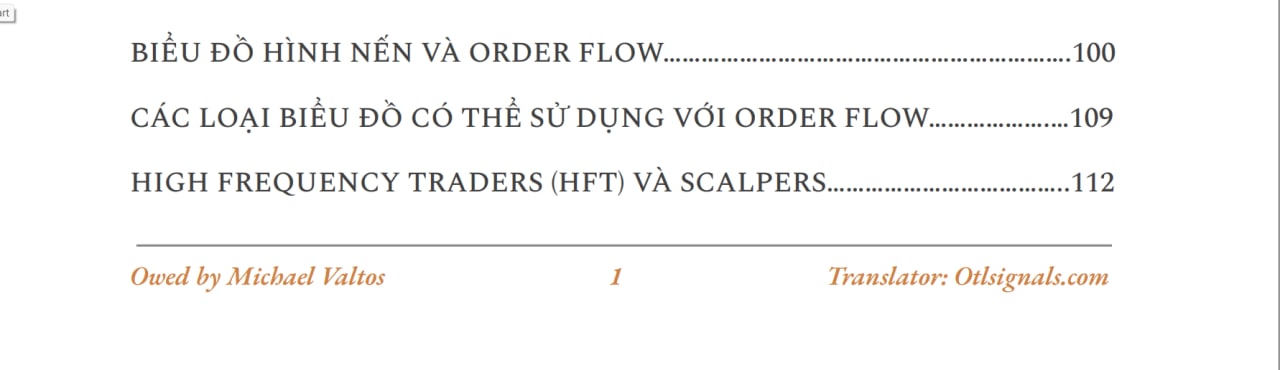 art
BIỂU ĐỒ HÌNH NẾN VÀ ORDER FLOW……………………………………………………….100
CÁC LOẠI BIỂU ĐỒ CÓ THỂ SỬ DỤNG VỚI ORDER FLOW………………….…109
HIGH FREQUENCY TRADERS (HFT) VÀ SCALPERS………………………………..112
Owed by Michael Valtos 1 Translator: Otlsignals.com